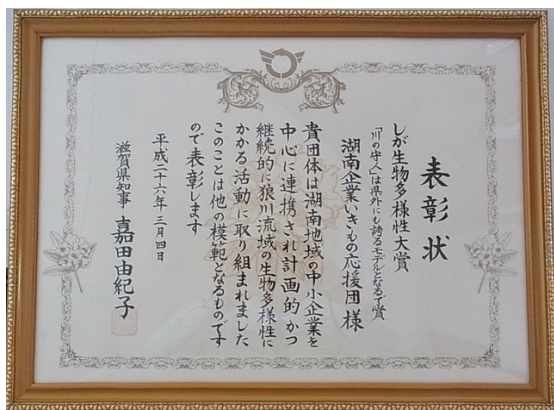 表彰状
しが生物多様性大賞
「川の守人」は県外にも誇るモデルとなるで賞
湖南企業いきもの応援団 様
貴団体は湖南地域の中小企業を
中心に連携され計画的かつ
継続的に狼川流域の生物多様性に
かかる活動に取り組まれました
このことは他の模範となるものです
ので表彰します
平成二十六年三月四日
滋賀県知事 嘉田由紀子